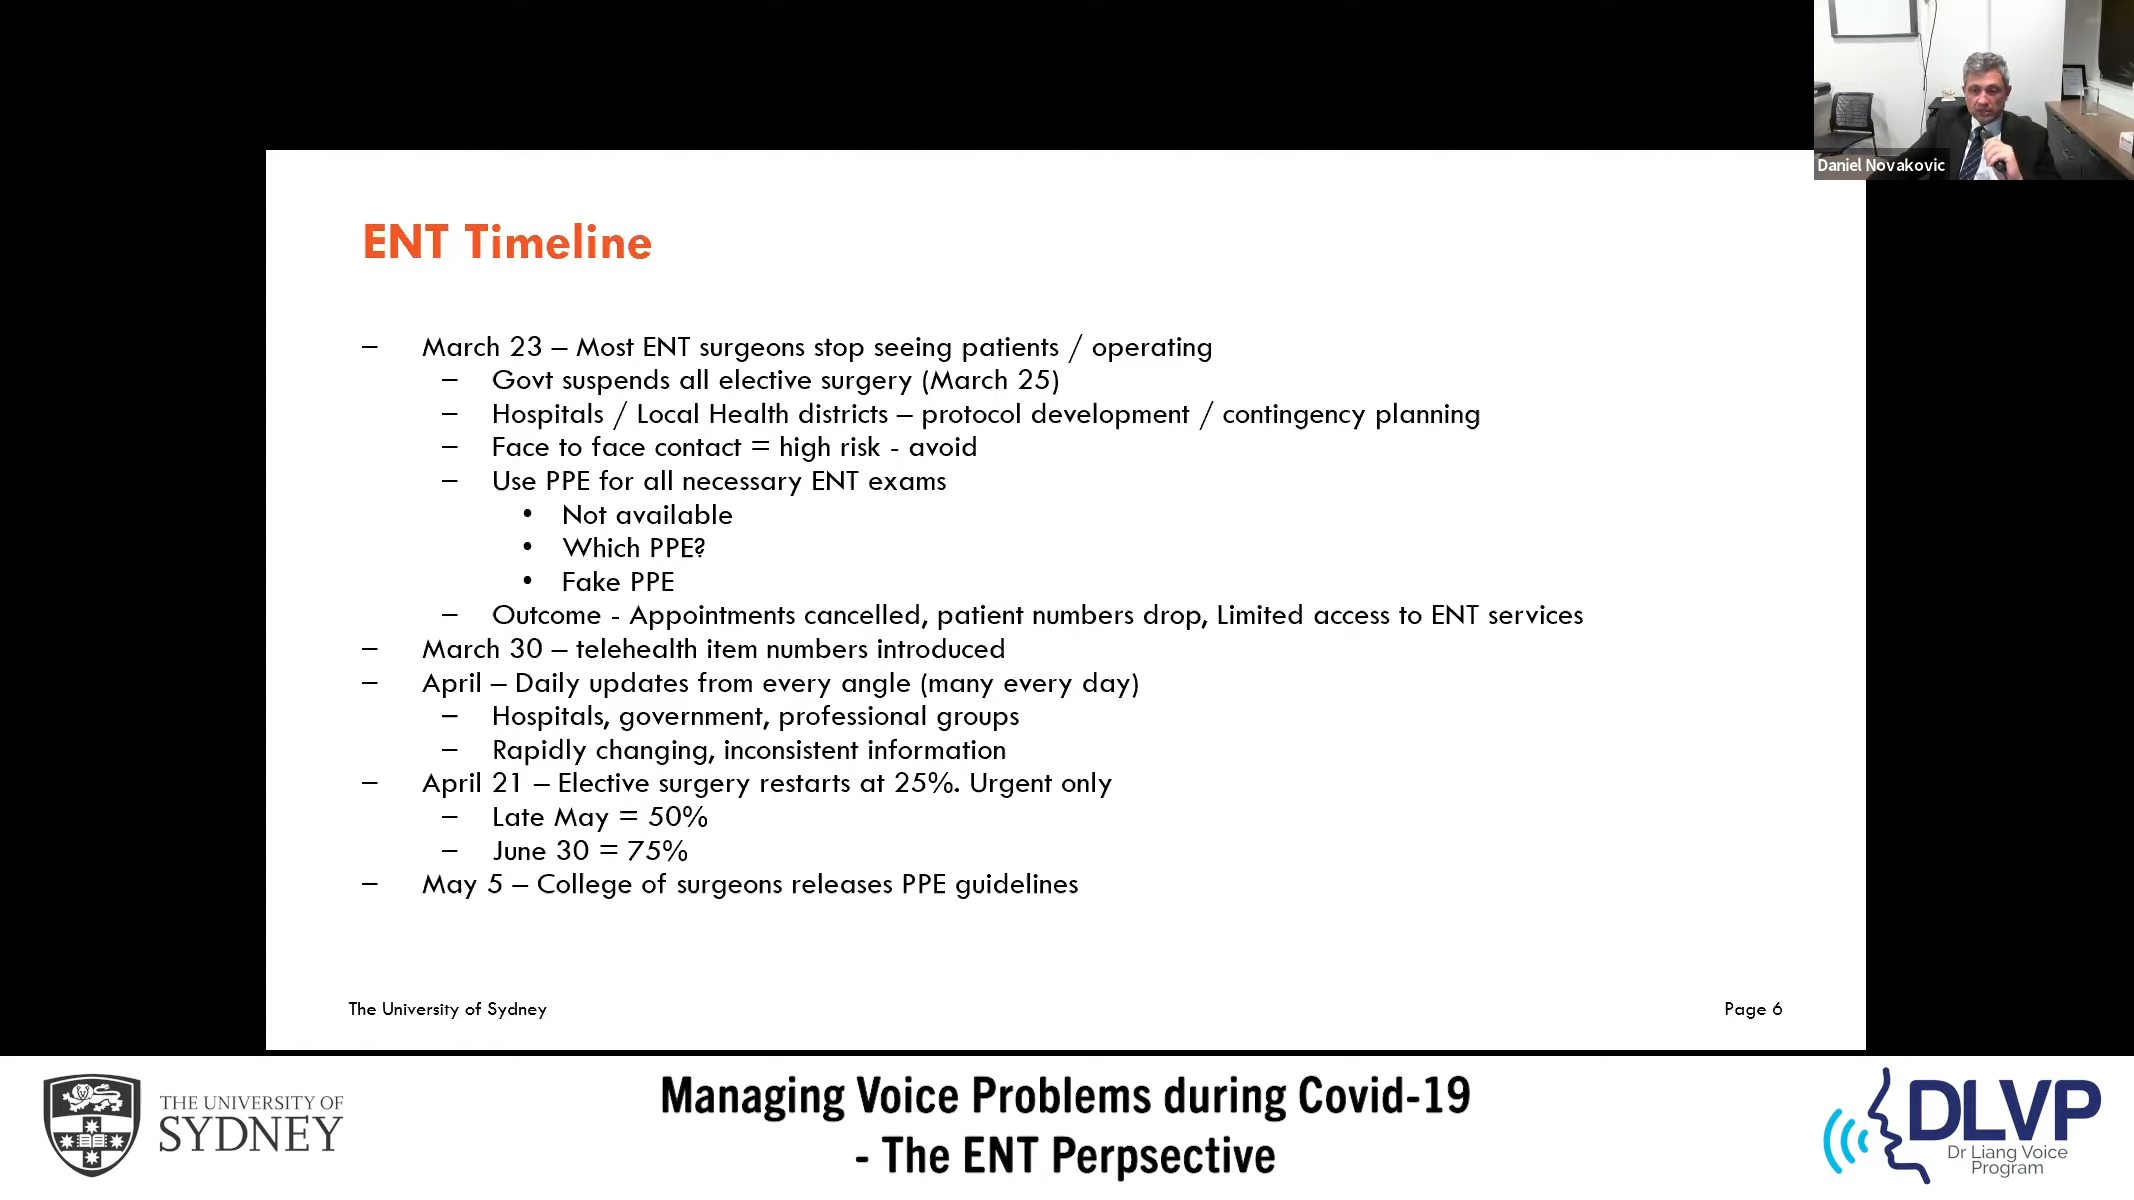 Daniel Novakovic
ENT Timeline
– March 23 – Most ENT surgeons stop seeing patients / operating
– Govt suspends all elective surgery (March 25)
– Hospitals / Local Health districts – protocol development / contingency planning
– Face to face contact = high risk - avoid
– Use PPE for all necessary ENT exams
• Not available
• Which PPE?
• Fake PPE
– Outcome - Appointments cancelled, patient numbers drop, Limited access to ENT services
– March 30 – telehealth item numbers introduced
– April – Daily updates from every angle (many every day)
– Hospitals, government, professional groups
– Rapidly changing, inconsistent information
– April 21 – Elective surgery restarts at 25%. Urgent only
– Late May = 50%
– June 30 = 75%
– May 5 – College of surgeons releases PPE guidelines
The University of Sydney
Page 6
THE UNIVERSITY OF
SYDNEY
Managing Voice Problems during Covid-19
- The ENT Perpsective
DLVP
Dr Liang Voice
Program